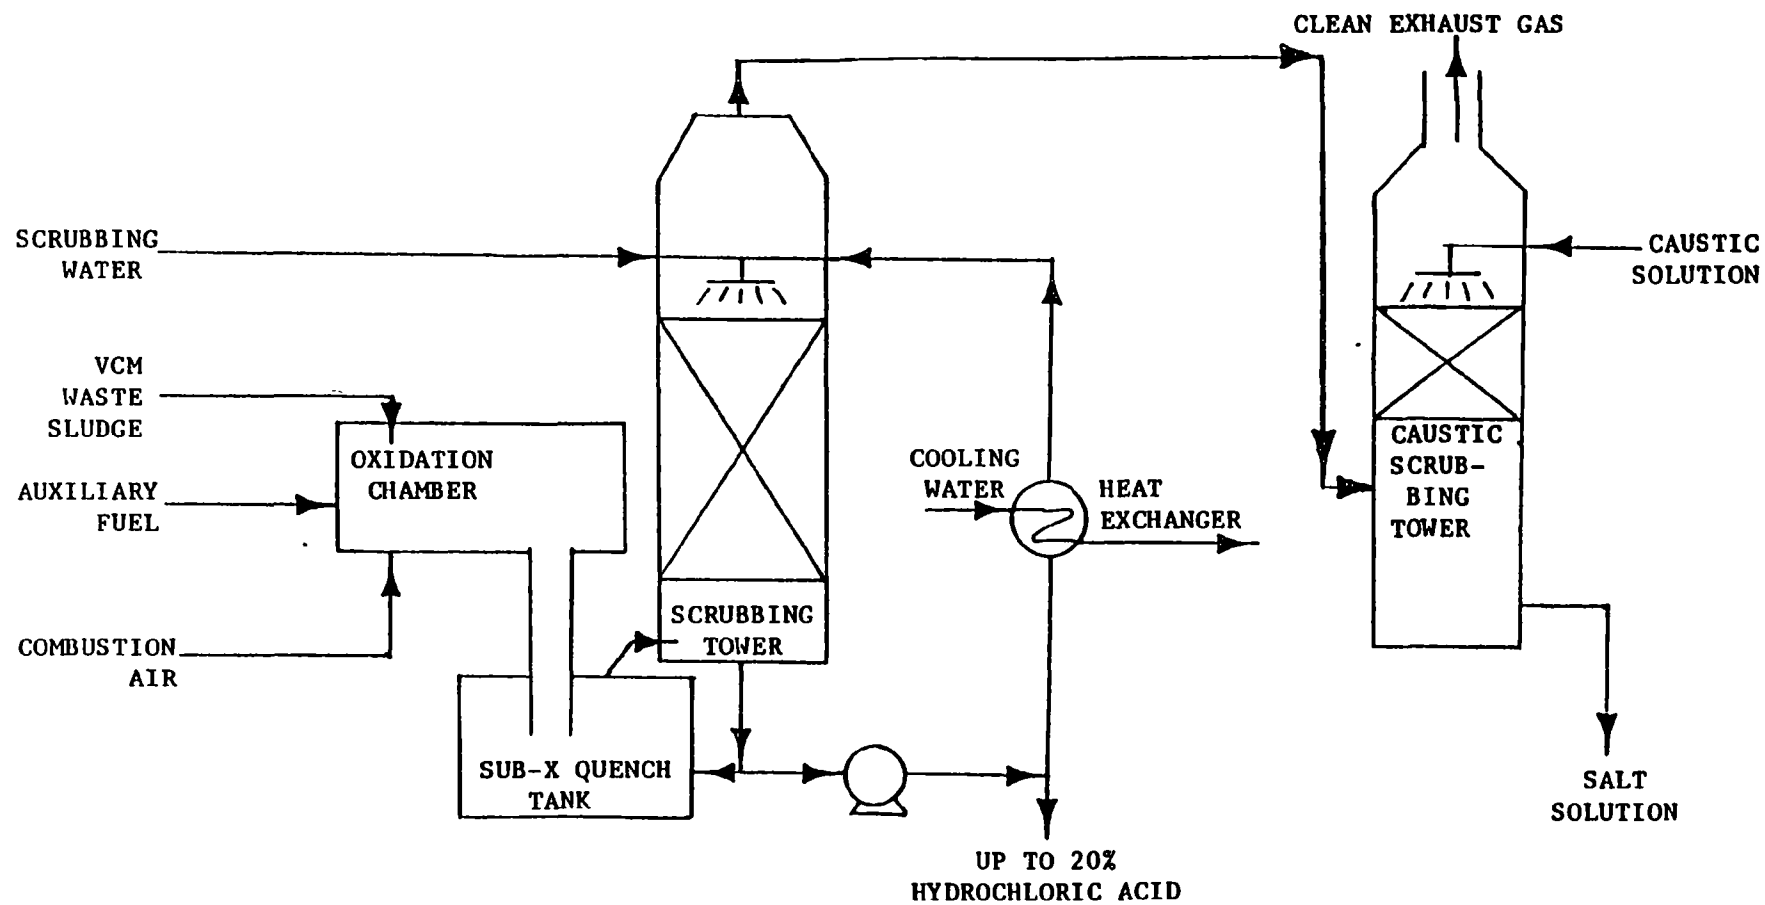 CLEAN EXHAUST GAS
SCRUBBING
WATER
CAUSTIC
SOLUTION
VCM
WASTE
SLUDGE
OXIDATION
CHAMBER
AUXILIARY
FUEL
COOLING
WATER
HEAT
EXCHANGER
CAUSTIC
SCRUB-
BING
TOWER
COMBUSTION
AIR
SCRUBBING
TOWER
SUB-X QUENCH
TANK
SALT
SOLUTION
UP TO 20%
HYDROCHLORIC ACID